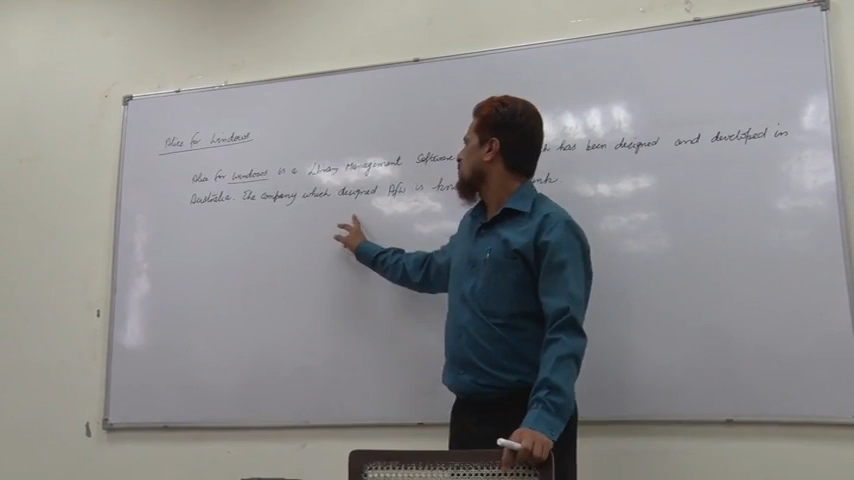 Alice for Windows
Alice for Windows is a Library Management Software has been designed and developed in
Australia. The company which designed AfW is